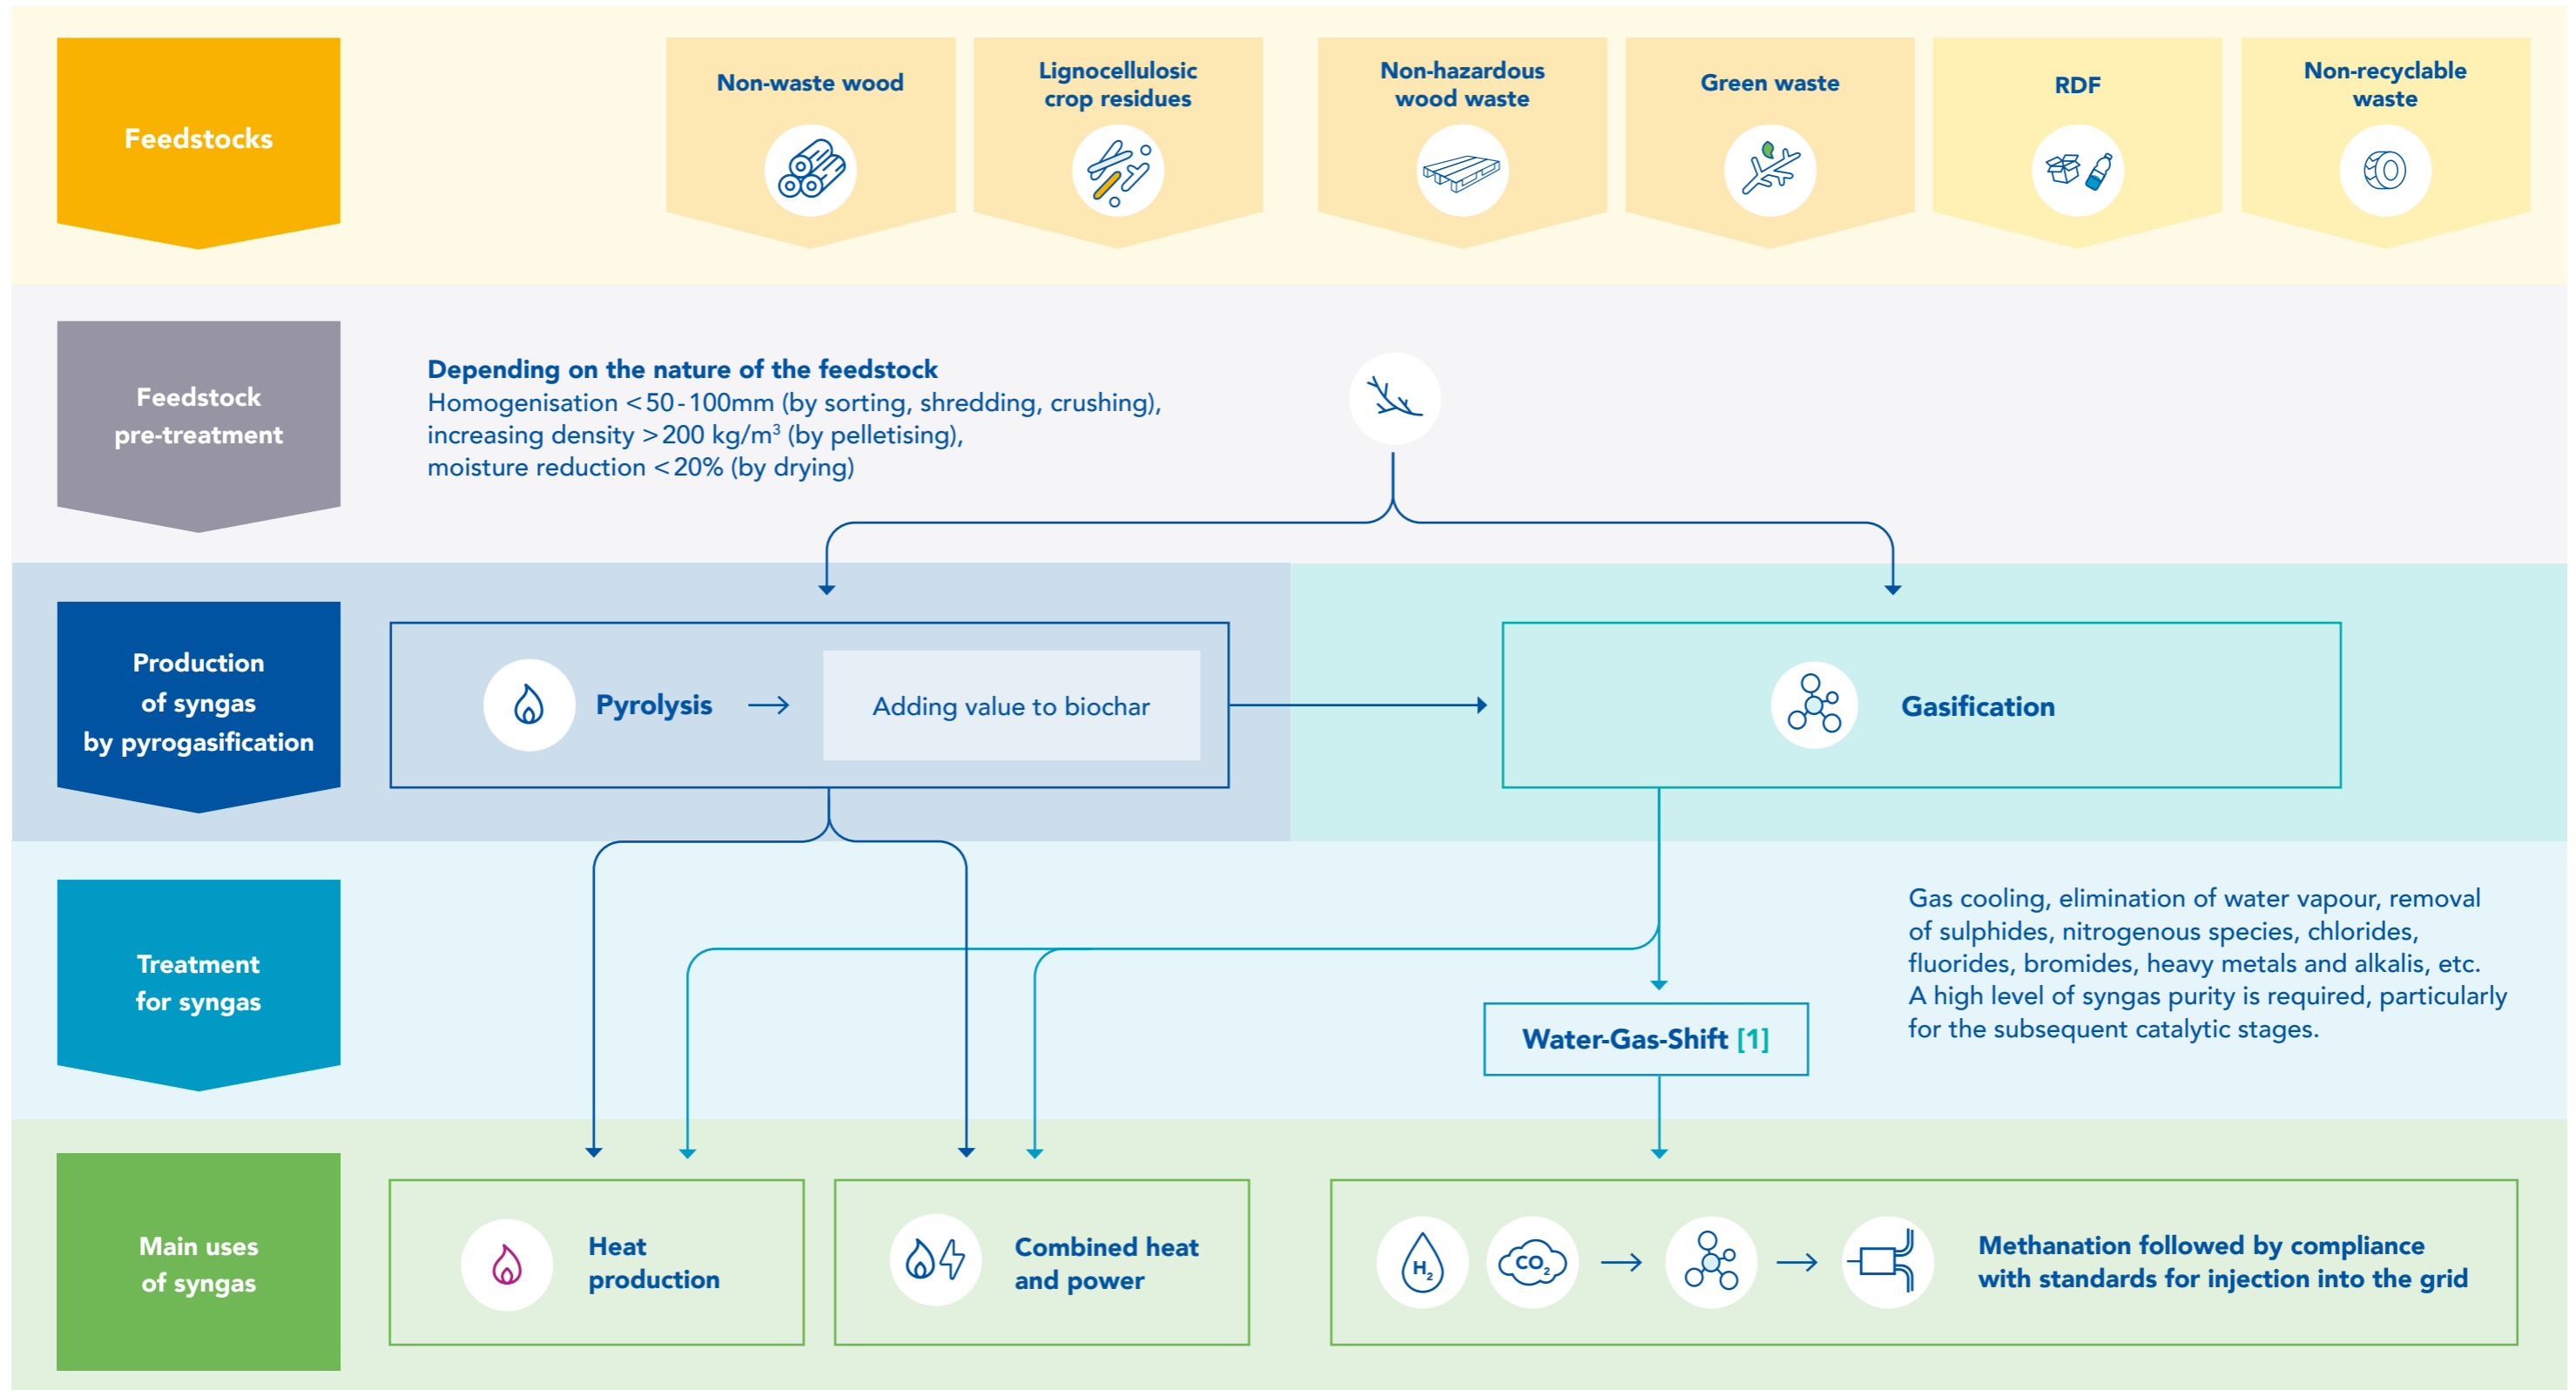 Feedstocks
Non-waste wood
Lignocellulosic
crop residues
Non-hazardous
wood waste
Green waste
RDF
Non-recyclable
waste
Feedstock
pre-treatment
Depending on the nature of the feedstock
Homogenisation <50-100mm (by sorting, shredding, crushing),
increasing density >200 kg/m³ (by pelletising),
moisture reduction <20% (by drying)
Production
of syngas
by pyrogasification
Pyrolysis
Adding value to biochar
Gasification
Treatment
for syngas
Gas cooling, elimination of water vapour, removal
of sulphides, nitrogenous species, chlorides,
fluorides, bromides, heavy metals and alkalis, etc.
A high level of syngas purity is required, particularly
for the subsequent catalytic stages.
Water-Gas-Shift [1]
Main uses
of syngas
Heat
production
Combined heat
and power
H₂
CO₂
Methanation followed by compliance
with standards for injection into the grid